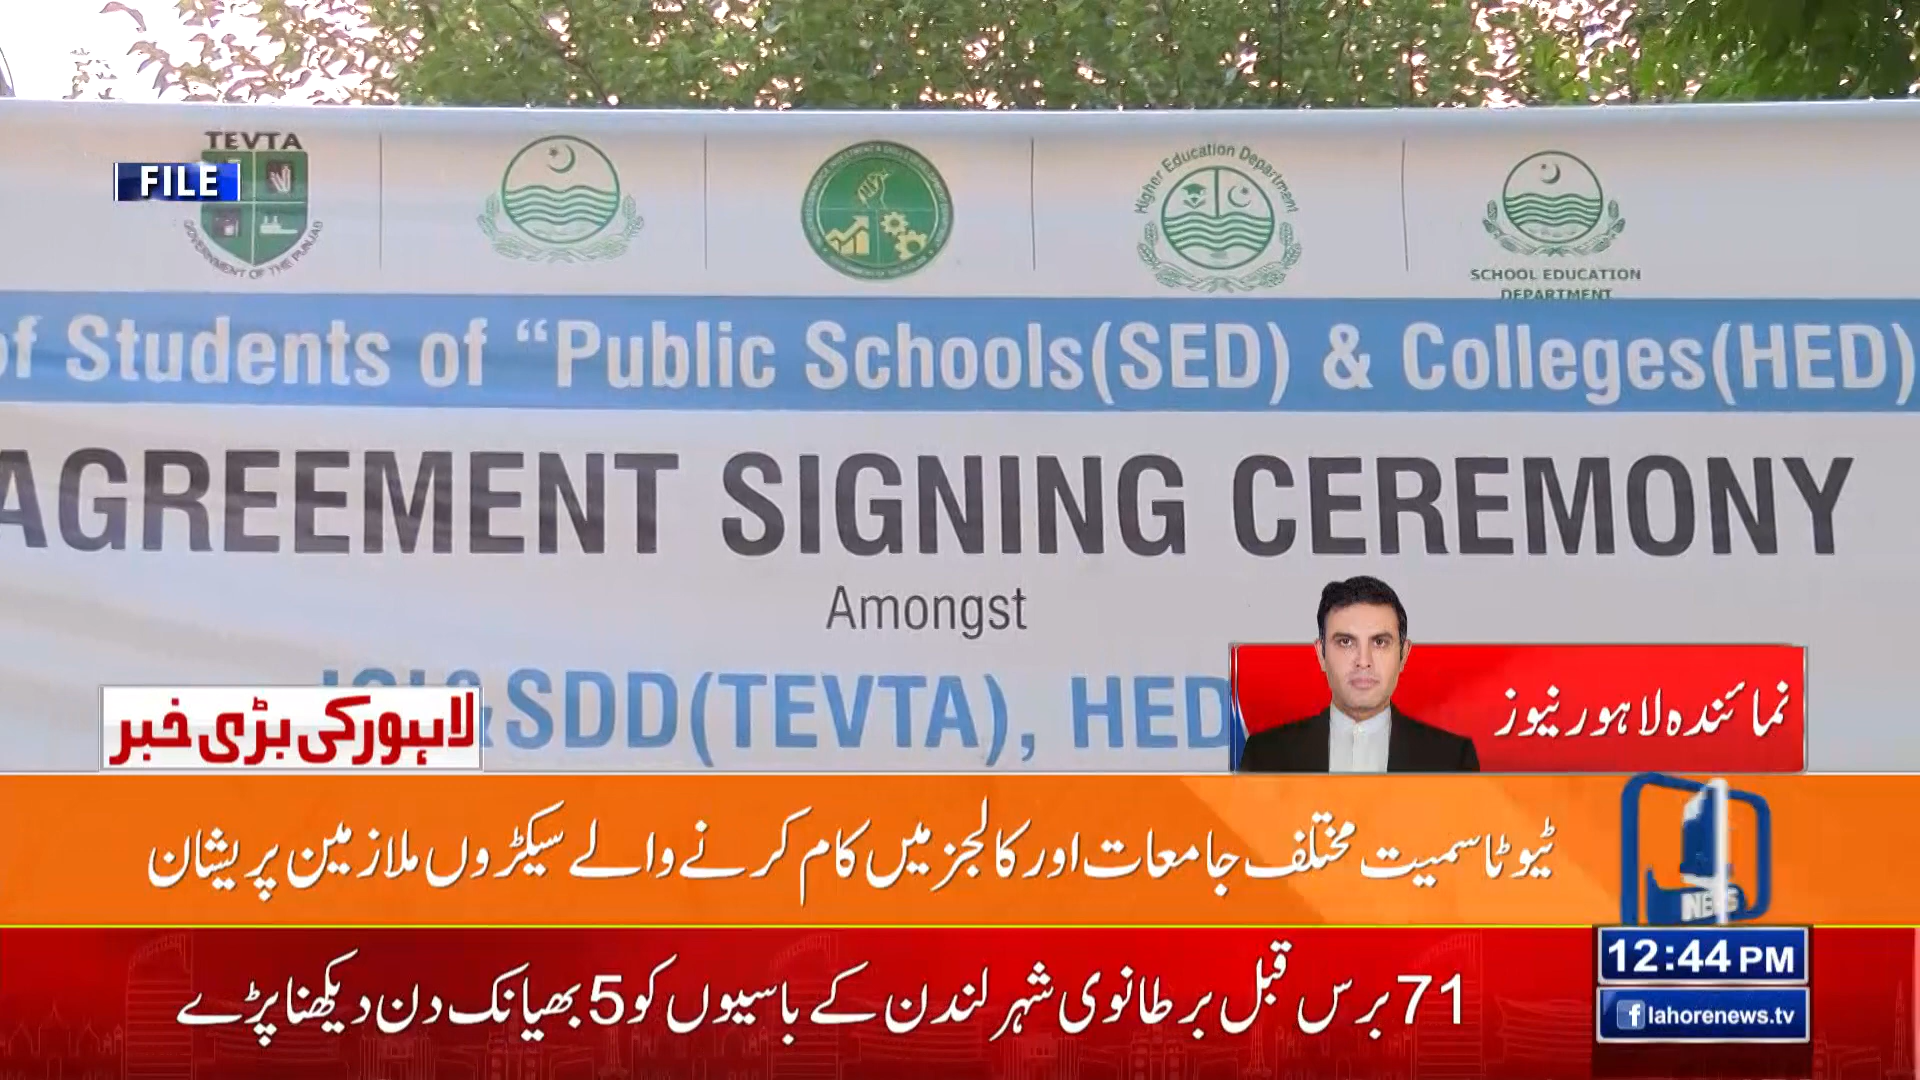 TEVTA
FILE
GOVERNMENT OF THE PUNJAB
Higher Education Department
SCHOOL EDUCATION
DEPARTMENT
of Students of “Public Schools(SED) & Colleges(HED)
AGREEMENT SIGNING CEREMONY
Amongst
&SDD(TEVTA), HED
نمائندہ لاہور نیوز
لاہور کی بڑی خبر
ٹیوٹا سمیت مختلف جامعات اور کالجز میں کام کرنے والے سیکڑوں ملازمین پریشان
NEWS
71 برس قبل برطانوی شہر لندن کے باسیوں کو 5 بھیانک دن دیکھنا پڑے
12:44 PM
lahorenews.tv